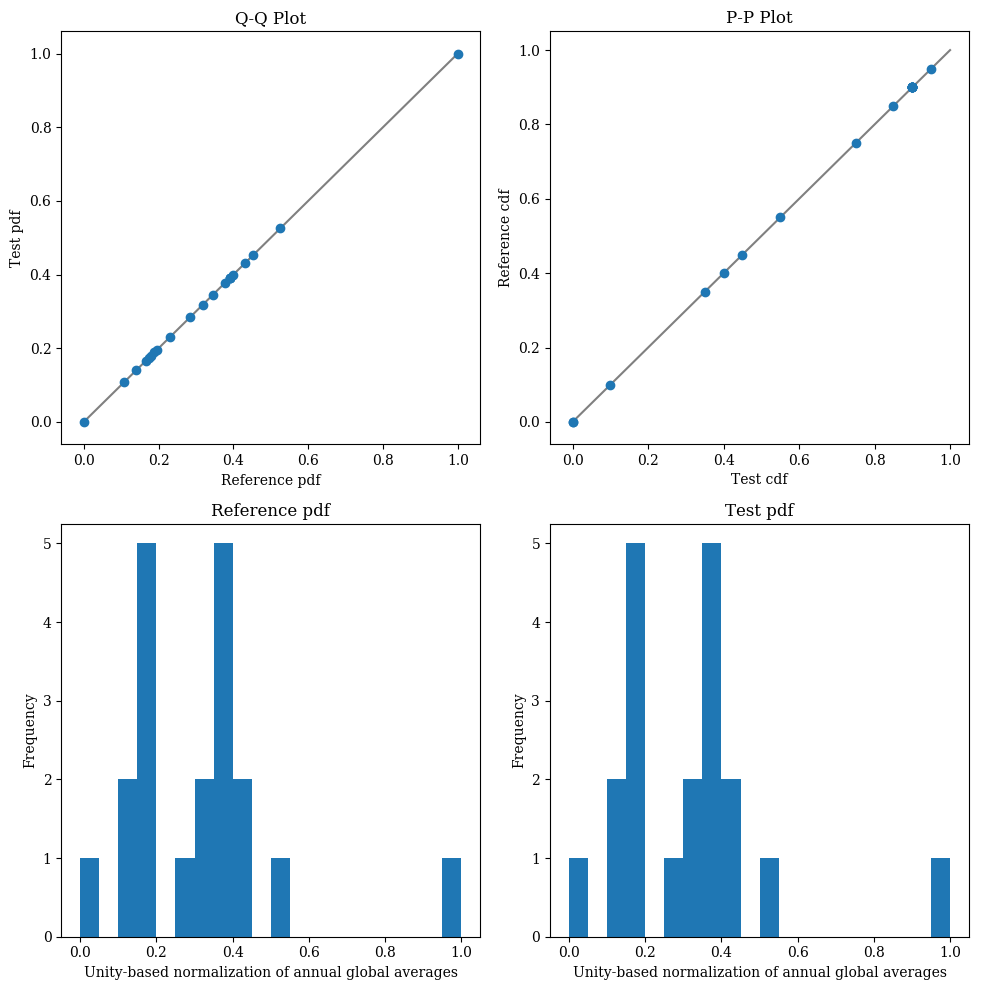 Q-Q Plot
1.0
0.8
0.6
0.4
0.2
0.0
Test pdf
0.0 0.2 0.4 0.6 0.8 1.0
Reference pdf
P-P Plot
1.0
0.8
0.6
0.4
0.2
0.0
Reference cdf
0.0 0.2 0.4 0.6 0.8 1.0
Test cdf
Reference pdf
5
4
3
2
1
0
Frequency
0.0 0.2 0.4 0.6 0.8 1.0
Unity-based normalization of annual global averages
Test pdf
5
4
3
2
1
0
Frequency
0.0 0.2 0.4 0.6 0.8 1.0
Unity-based normalization of annual global averages